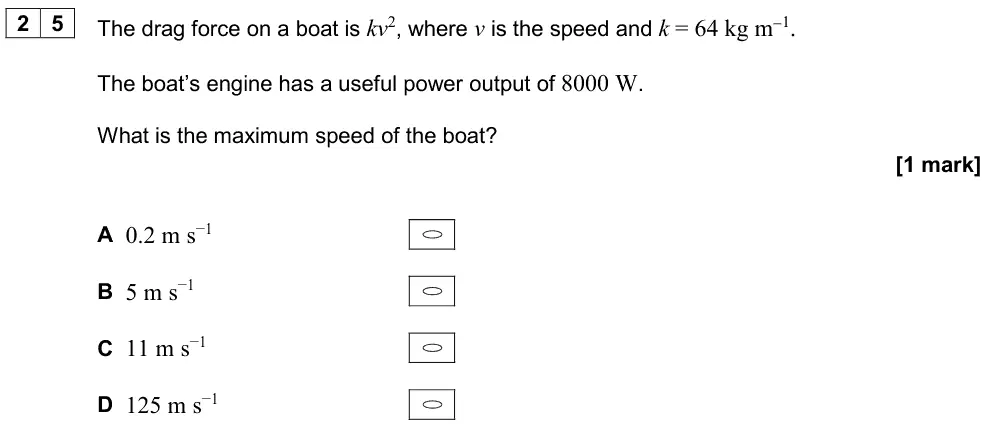 2 5 The drag force on a boat is kv², where v is the speed and k = 64 kg m⁻¹.
The boat's engine has a useful power output of 8000 W.
What is the maximum speed of the boat?
[1 mark]
A 0.2 m s⁻¹
B 5 m s⁻¹
C 11 m s⁻¹
D 125 m s⁻¹